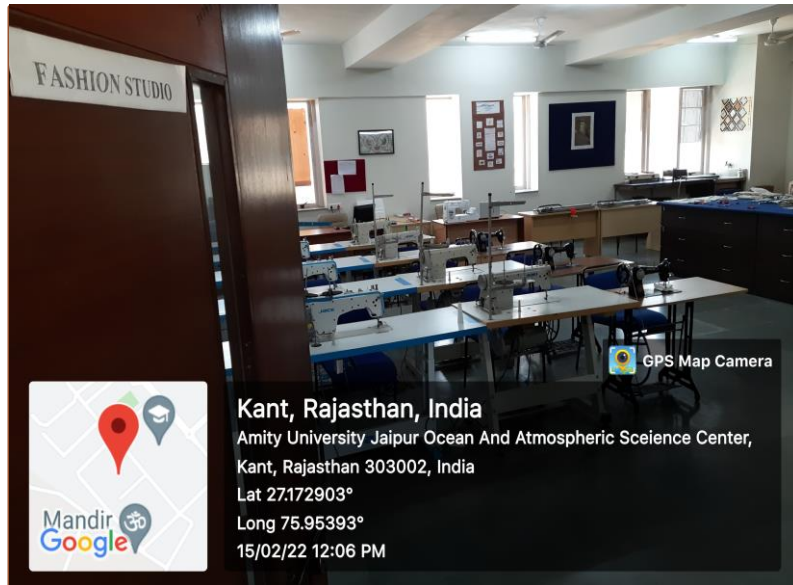 FASHION STUDIO
JACK
GPS Map Camera
Kant, Rajasthan, India
Amity University Jaipur Ocean And Atmospheric Sceience Center,
Kant, Rajasthan 303002, India
Lat 27.172903°
Long 75.95393°
15/02/22 12:06 PM
Mandir
Google